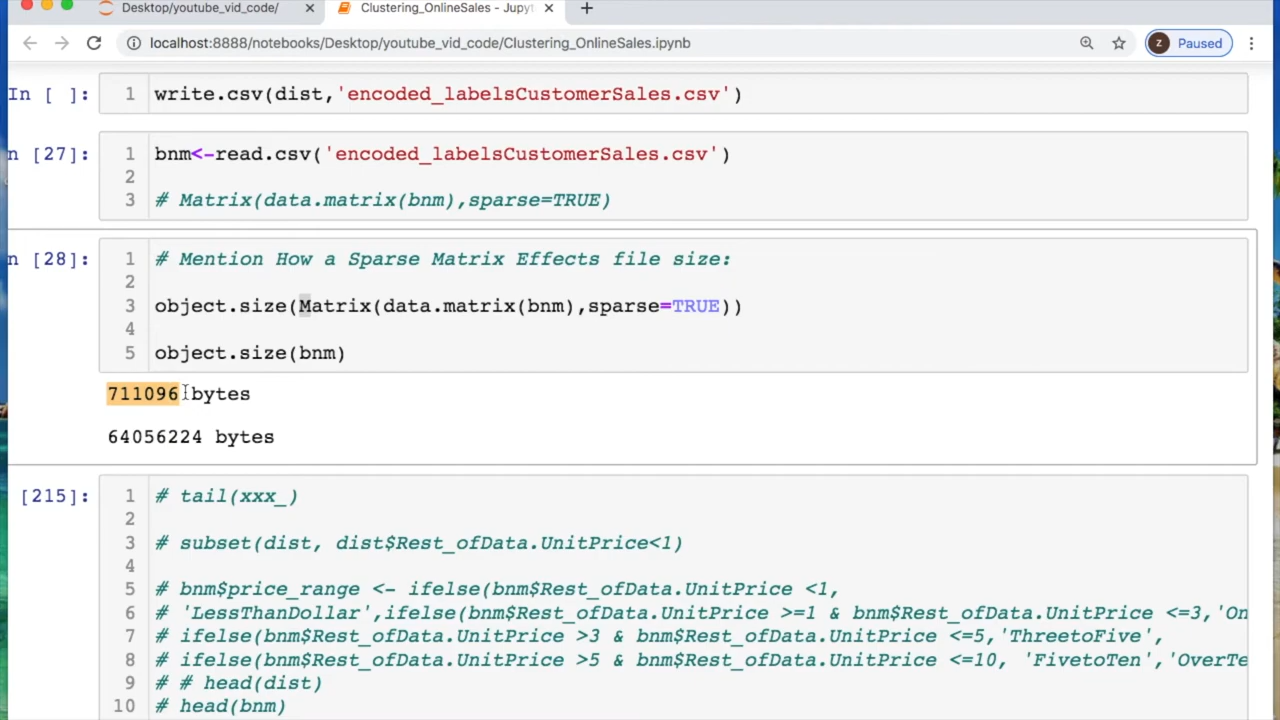 Desktop/youtube_vid_code/
Clustering_OnlineSales - Jupyt
localhost:8888/notebooks/Desktop/youtube_vid_code/Clustering_OnlineSales.ipynb
Z Paused
In [ ]: 1 write.csv(dist,'encoded_labelsCustomerSales.csv')
n [27]: 1 bnm<-read.csv('encoded_labelsCustomerSales.csv')
2
3 # Matrix(data.matrix(bnm),sparse=TRUE)
n [28]: 1 # Mention How a Sparse Matrix Effects file size:
2
3 object.size(Matrix(data.matrix(bnm),sparse=TRUE))
4
5 object.size(bnm)
711096 bytes
64056224 bytes
[215]: 1 # tail(xxx_)
2
3 # subset(dist, dist$Rest_ofData.UnitPrice<1)
4
5 # bnm$price_range <- ifelse(bnm$Rest_ofData.UnitPrice <1,
6 # 'LessThanDollar',ifelse(bnm$Rest_ofData.UnitPrice >=1 & bnm$Rest_ofData.UnitPrice <=3,'On
7 # ifelse(bnm$Rest_ofData.UnitPrice >3 & bnm$Rest_ofData.UnitPrice <=5,'ThreetoFive',
8 # ifelse(bnm$Rest_ofData.UnitPrice >5 & bnm$Rest_ofData.UnitPrice <=10, 'FivetoTen','OverTe
9 # # head(dist)
10 # head(bnm)